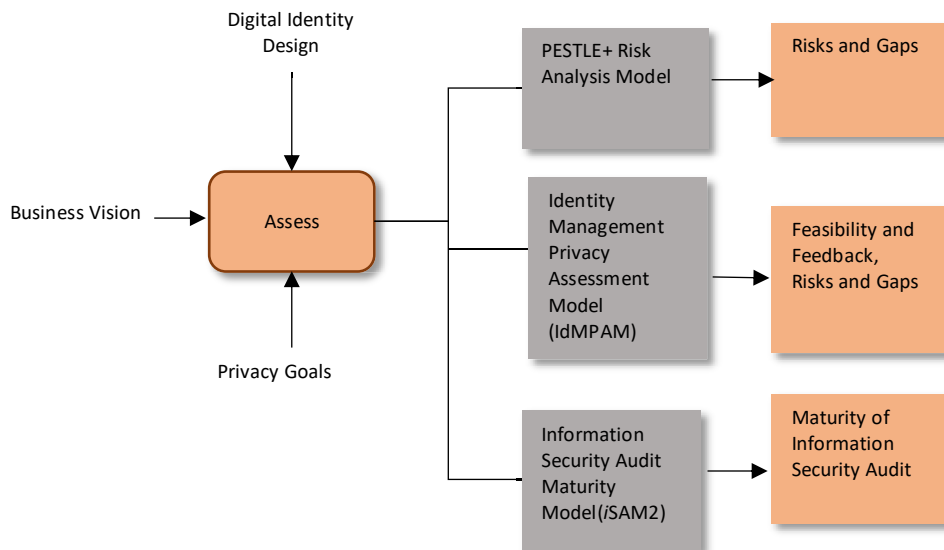 Digital Identity
Design
Business Vision
Assess
Privacy Goals
PESTLE+ Risk
Analysis Model
Risks and Gaps
Identity
Management
Privacy
Assessment
Model
(IdMPAM)
Feasibility and
Feedback,
Risks and Gaps
Information
Security Audit
Maturity
Model(iSAM2)
Maturity of
Information
Security Audit